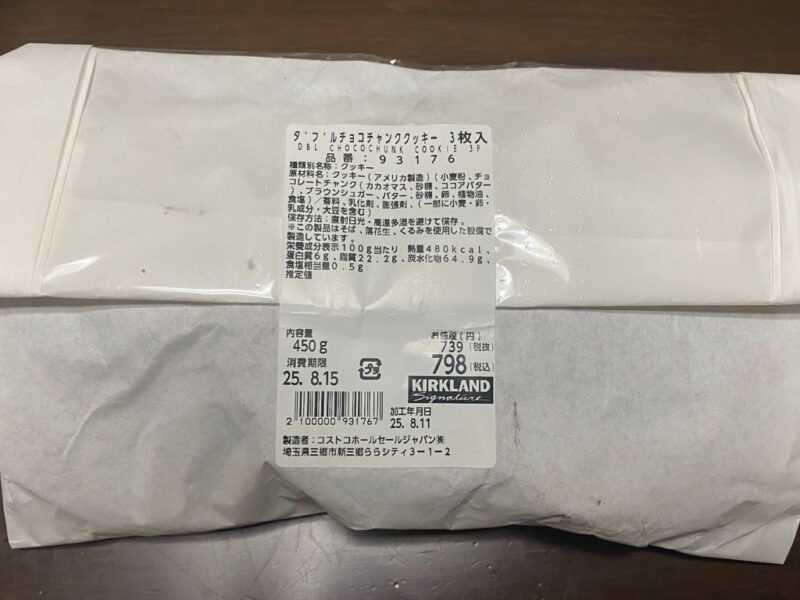 ダブルチョコチャンククッキー 3枚入
DBL CHOCOCHUNK COOKIE 3P
品番：93176
種類別名称：クッキー
原材料名：クッキー(アメリカ製造)(小麦粉、チョ
コレートチャンク(カカオマス、砂糖、ココアバター
)、ブラウンシュガー、バター、砂糖、卵、植物油、
食塩)／香料、乳化剤、膨張剤、(一部に小麦・卵・
乳成分・大豆を含む)
保存方法：直射日光・高温多湿を避けて保存。
※この製品はそば、落花生、くるみを使用した設備で
製造しています。
栄養成分表示100g当たり 熱量480kcal、
蛋白質6g、脂質22.2g、炭水化物64.9g、
食塩相当量0.5g
推定値
内容量
450g
お値段(円)
739(税抜)
798(税込)
消費期限
25. 8.15
プラ
KIRKLAND
Signature
2 100000 931767
加工年月日
25. 8.11
製造者：コストコホールセールジャパン㈱
埼玉県三郷市新三郷ららシティ3－1－2